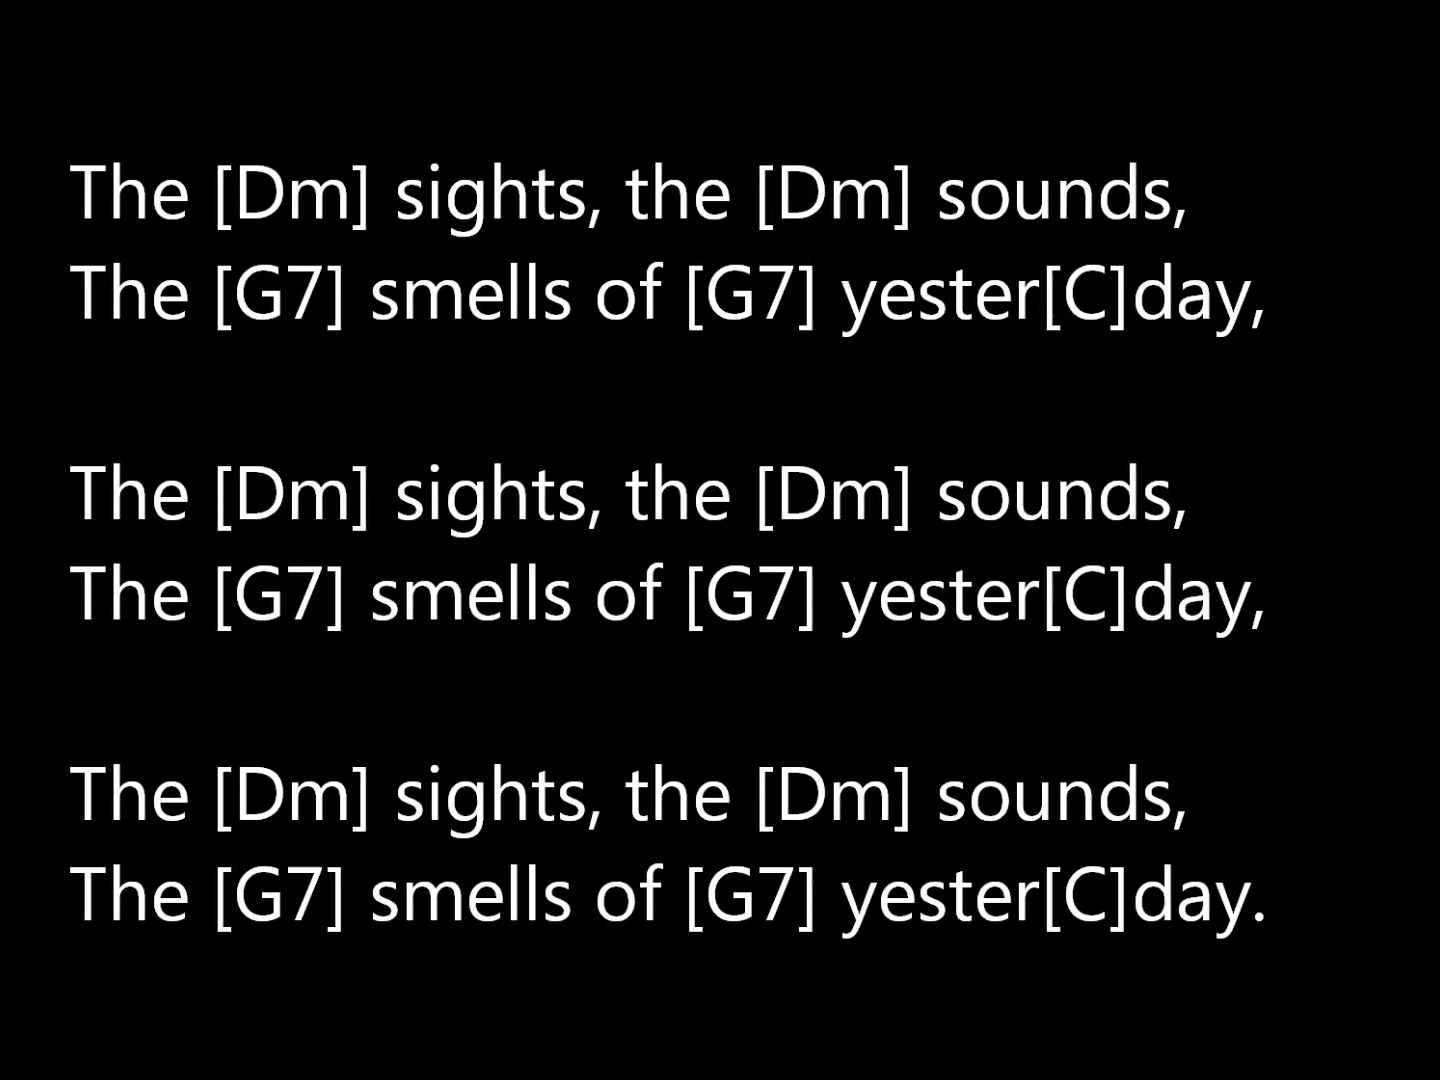 The [Dm] sights, the [Dm] sounds,
The [G7] smells of [G7] yester[C]day,
The [Dm] sights, the [Dm] sounds,
The [G7] smells of [G7] yester[C]day,
The [Dm] sights, the [Dm] sounds,
The [G7] smells of [G7] yester[C]day.